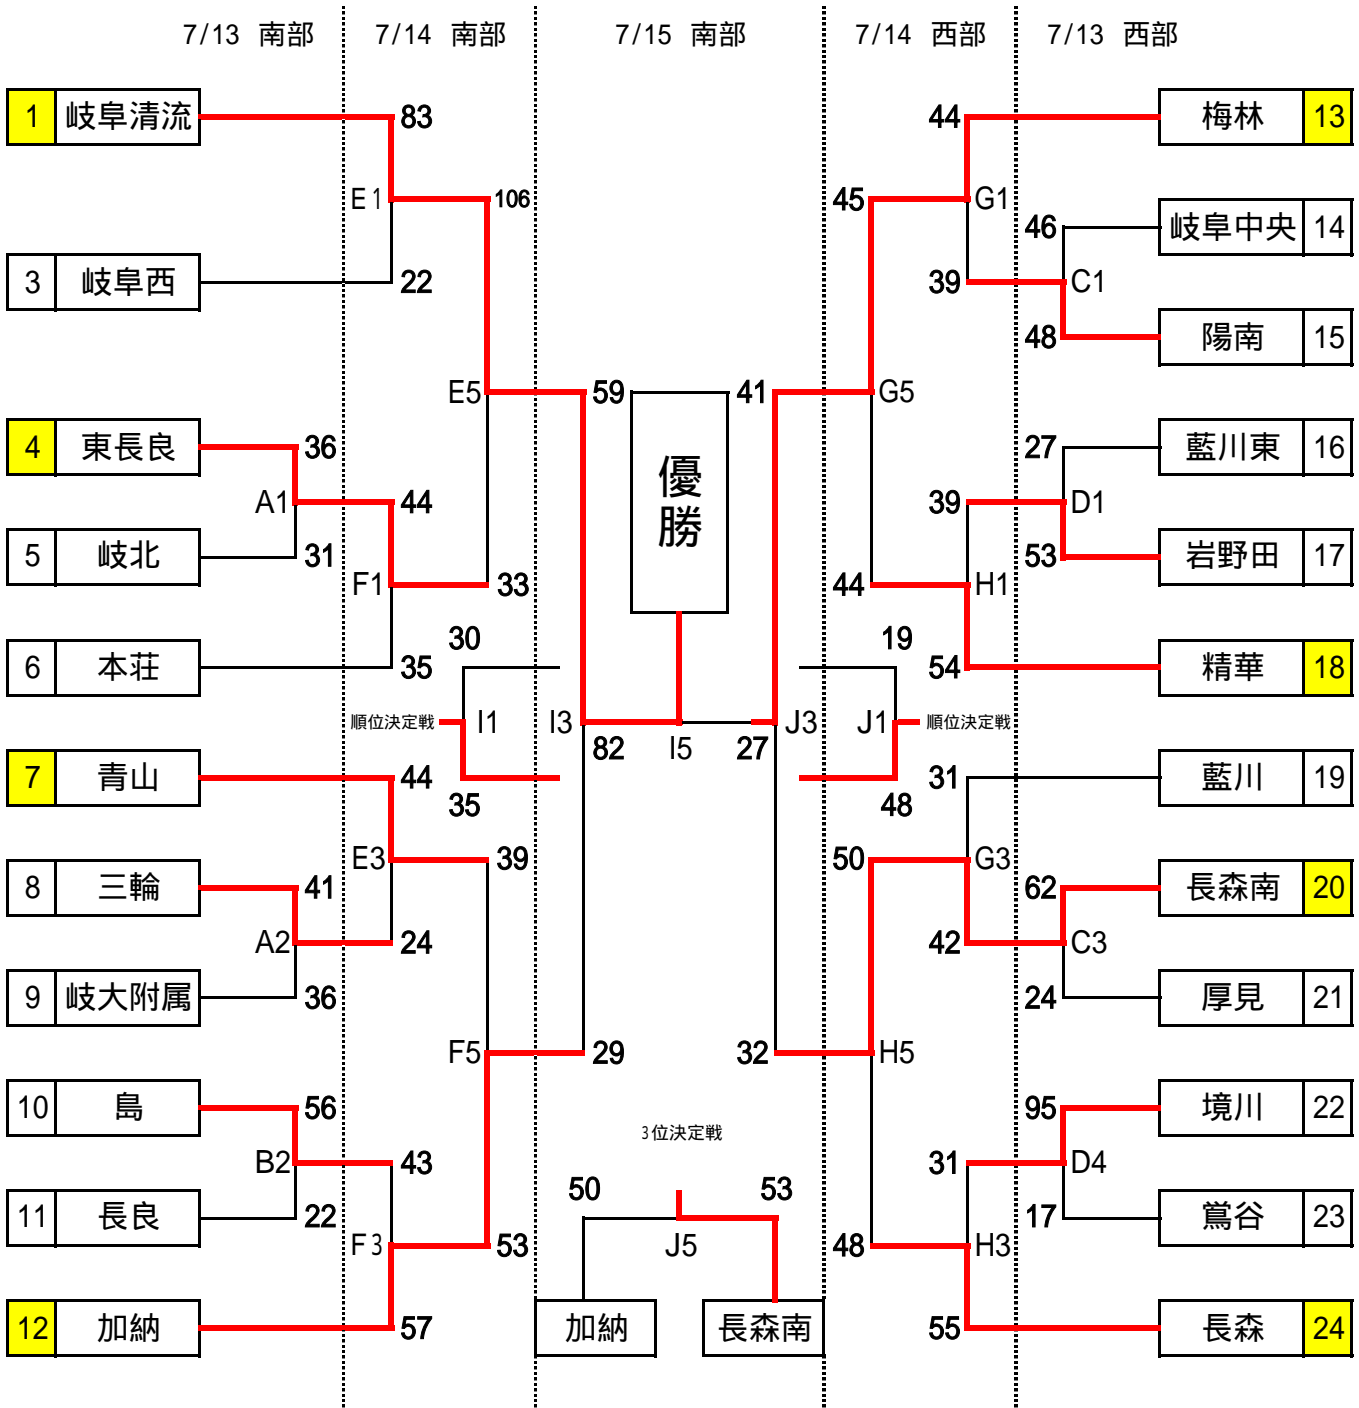 7/13 南部 7/14 南部 7/15 南部 7/14 西部 7/13 西部
1 岐阜清流 83 44 梅林 13
E1 106 45 G1 46 岐阜中央 14
3 岐阜西 22 39 C1
48 陽南 15
E5 59 41 G5
4 東長良 36 優勝 27 藍川東 16
A1 44 39 D1
5 岐北 31 53 岩野田 17
F1 33 44 H1
30 19
6 本荘 35 54 精華 18
順位決定戦 I1 I3 J3 J1 順位決定戦
82 I5 27
7 青山 44 31 藍川 19
35 48
E3 39 50 G3
8 三輪 41 62 長森南 20
A2 24 42 C3
9 岐大附属 36 24 厚見 21
F5 29 32 H5
10 島 56 95 境川 22
3位決定戦
B2 43 31 D4
50 53
11 長良 22 17 鶯谷 23
F3 53 J5 48 H3
12 加納 57 加納 長森南 55 長森 24